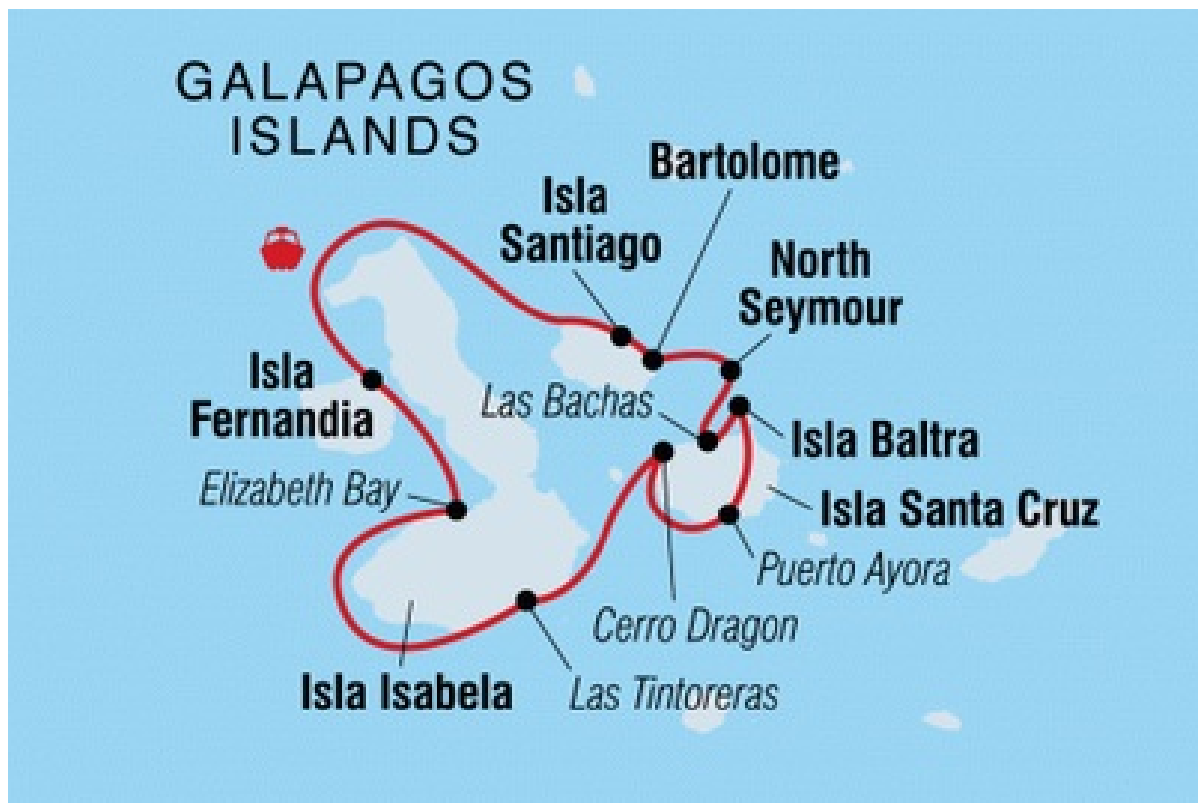 GALAPAGOS
ISLANDS
Bartolome
Isla
Santiago
North
Seymour
Isla
Fernandia
Las Bachas
Isla Baltra
Elizabeth Bay
Isla Santa Cruz
Puerto Ayora
Cerro Dragon
Isla Isabela
Las Tintoreras